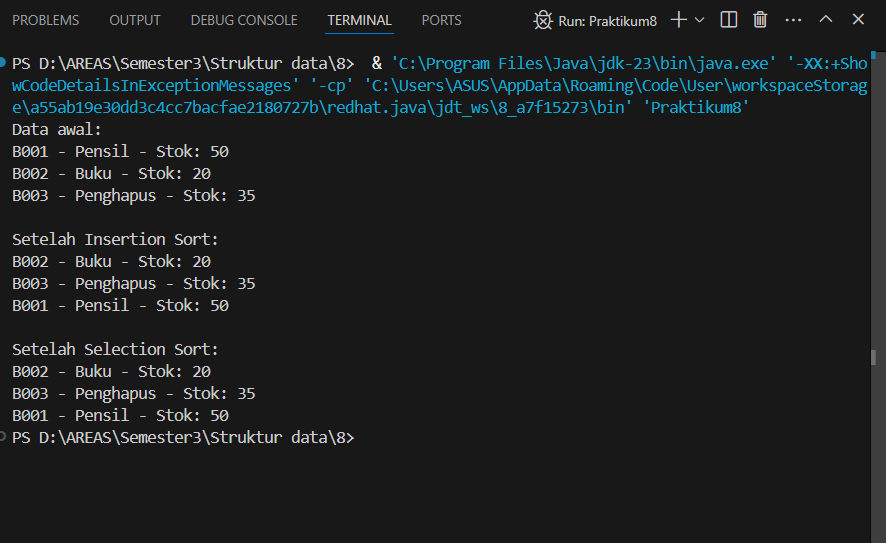 PROBLEMS OUTPUT DEBUG CONSOLE TERMINAL PORTS Run: Praktikum8
PS D:\AREAS\Semester3\Struktur data\8>  & 'C:\Program Files\Java\jdk-23\bin\java.exe' '-XX:+Sho
wCodeDetailsInExceptionMessages' '-cp' 'C:\Users\ASUS\AppData\Roaming\Code\User\workspaceStorag
e\a55ab19e30dd3c4cc7bacfae2180727b\redhat.java\jdt_ws\8_a7f15273\bin' 'Praktikum8'
Data awal:
B001 - Pensil - Stok: 50
B002 - Buku - Stok: 20
B003 - Penghapus - Stok: 35
Setelah Insertion Sort:
B002 - Buku - Stok: 20
B003 - Penghapus - Stok: 35
B001 - Pensil - Stok: 50
Setelah Selection Sort:
B002 - Buku - Stok: 20
B003 - Penghapus - Stok: 35
B001 - Pensil - Stok: 50
PS D:\AREAS\Semester3\Struktur data\8>